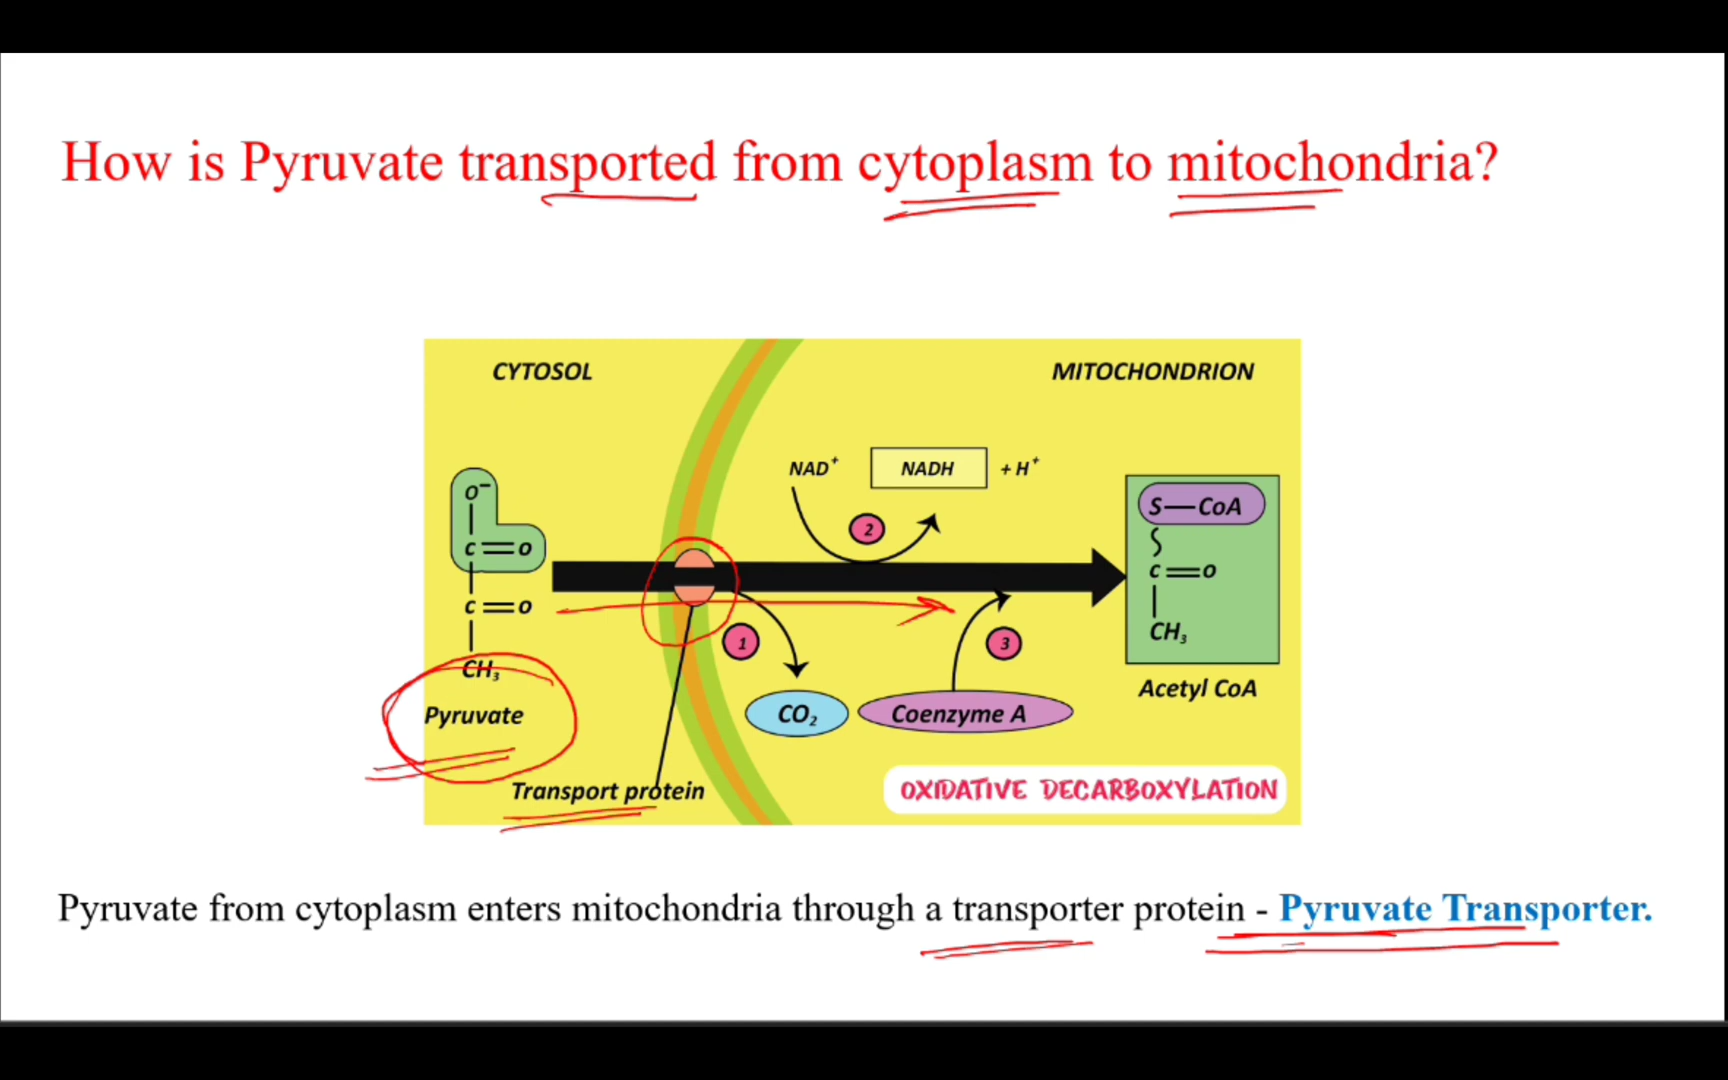 How is Pyruvate transported from cytoplasm to mitochondria?
CYTOSOL
MITOCHONDRION
NAD+
NADH
+ H+
2
O−
C=O
C=O
CH3
Pyruvate
S—CoA
C=O
CH3
Acetyl CoA
1
3
CO2
Coenzyme A
Transport protein
OXIDATIVE DECARBOXYLATION
Pyruvate from cytoplasm enters mitochondria through a transporter protein - Pyruvate Transporter.